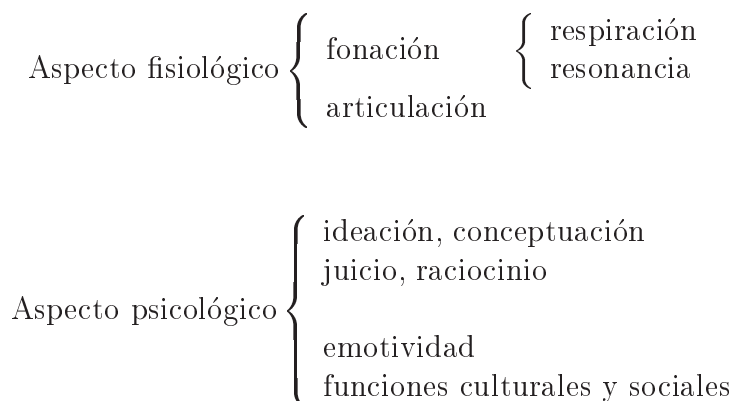 Aspecto fisiológico
fonación
respiración
resonancia
articulación
Aspecto psicológico
ideación, conceptuación
juicio, raciocinio
emotividad
funciones culturales y sociales